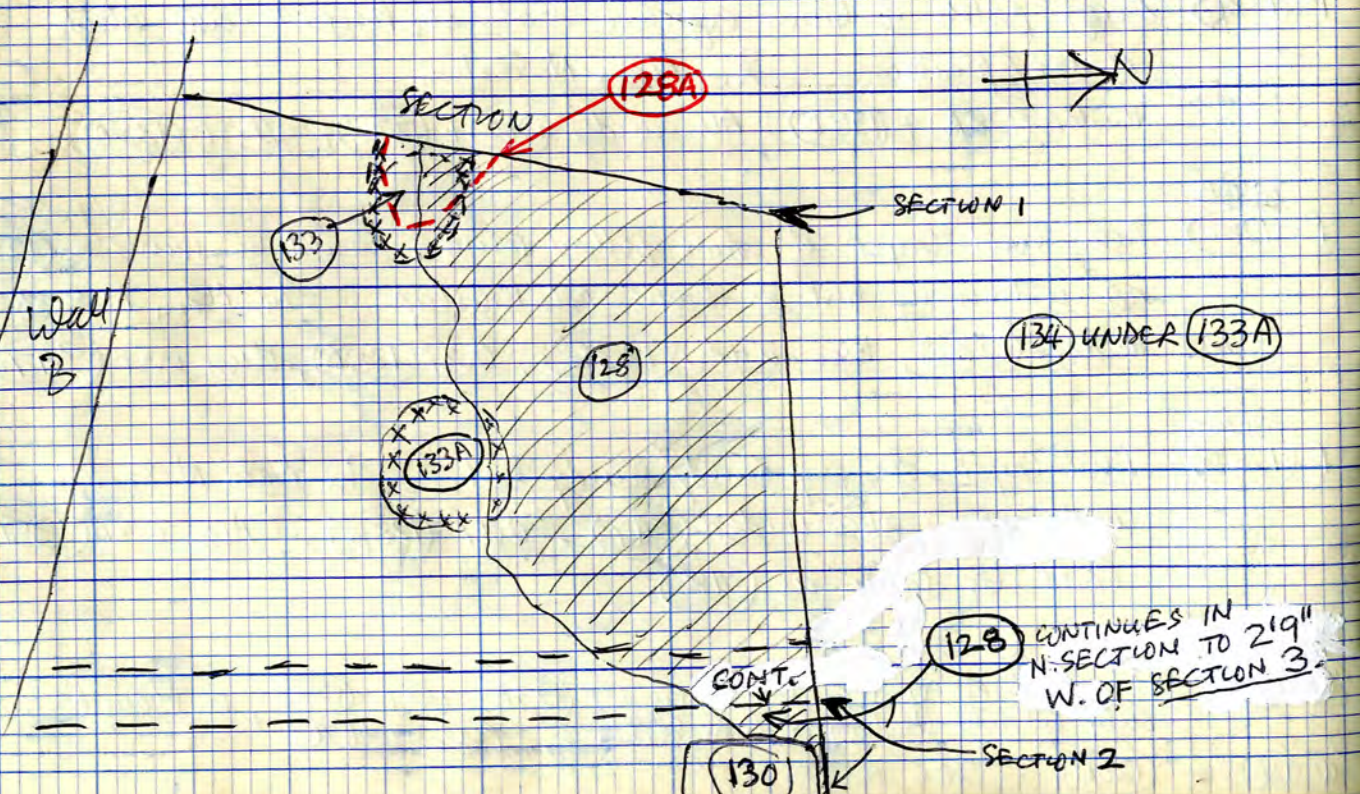 128A
N
SECTION
SECTION 1
133
Wall
B
134 UNDER 133A
128
133A
128 CONTINUES IN
N. SECTION TO 2'9"
W. OF SECTION 3.
CONT.
SECTION 2
130